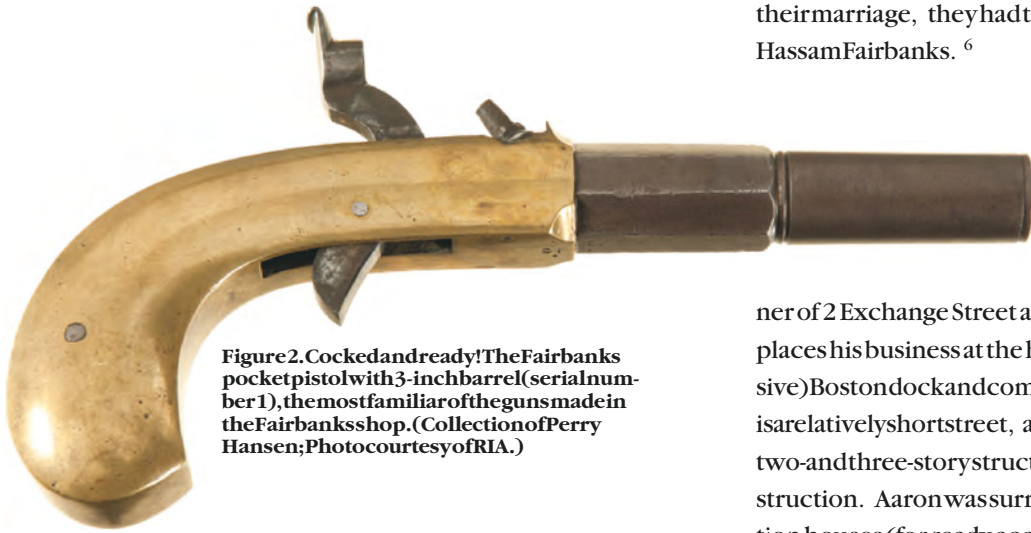 theirmarriage, theyhadt
HassamFairbanks. 6
Figure2.Cockedandready!TheFairbanks
pocketpistolwith3-inchbarrel(serialnum-
ber1),themostfamiliarofthegunsmadein
theFairbanksshop.(CollectionofPerry
Hansen;PhotocourtesyofRIA.)
nerof2ExchangeStreeta
placeshisbusinessattheh
sive)Bostondockandcom
isarelativelyshortstreet, a
two-andthree-storystruct
struction. Aaronwassurr